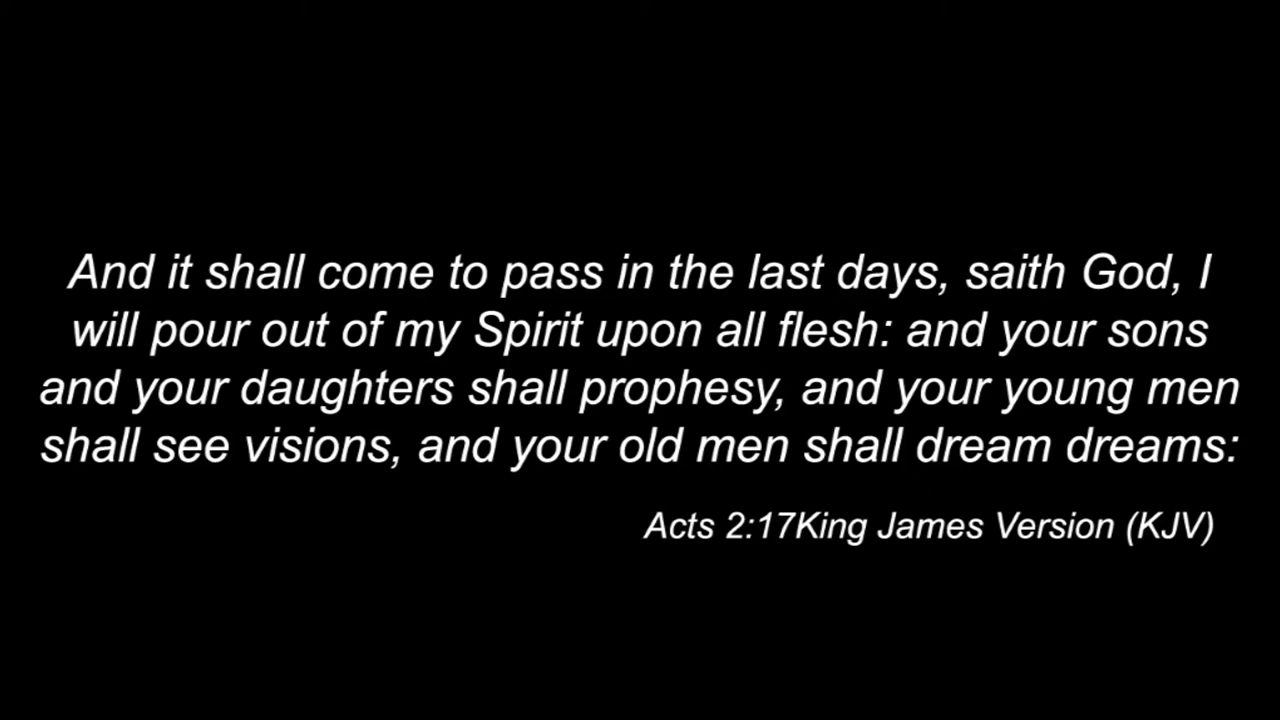 And it shall come to pass in the last days, saith God, I
will pour out of my Spirit upon all flesh: and your sons
and your daughters shall prophesy, and your young men
shall see visions, and your old men shall dream dreams:
Acts 2:17King James Version (KJV)